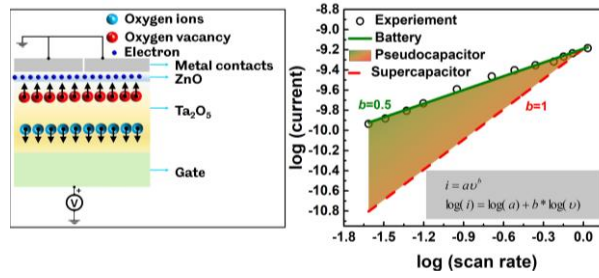 Oxygen ions
Oxygen vacancy
Electron
Metal contacts
ZnO
Ta₂O₅
Gate
+
V
-8.8
-9.0
-9.2
-9.4
-9.6
-9.8
-10.0
-10.2
-10.4
-10.6
-10.8
log (current)
Experiement
Battery
Pseudocapacitor
Supercapacitor
b=0.5
b=1
i = aυᵇ
log(i) = log(a) + b * log(υ)
-1.8 -1.5 -1.2 -0.9 -0.6 -0.3 0.0
log (scan rate)